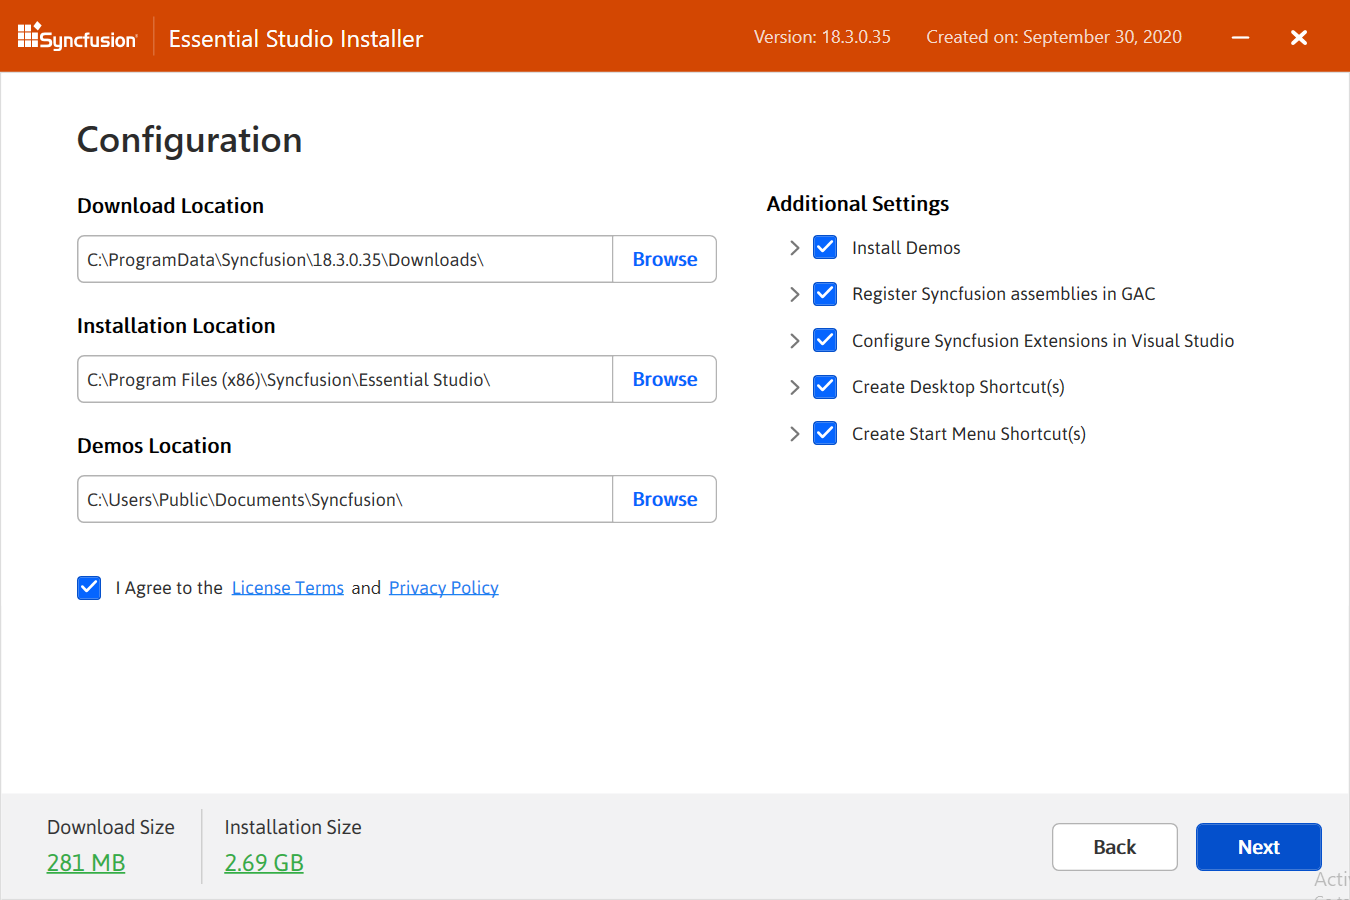 Syncfusion Essential Studio Installer Version: 18.3.0.35 Created on: September 30, 2020
Configuration
Download Location
C:\ProgramData\Syncfusion\18.3.0.35\Downloads\ Browse
Installation Location
C:\Program Files (x86)\Syncfusion\Essential Studio\ Browse
Demos Location
C:\Users\Public\Documents\Syncfusion\ Browse
I Agree to the License Terms and Privacy Policy
Additional Settings
Install Demos
Register Syncfusion assemblies in GAC
Configure Syncfusion Extensions in Visual Studio
Create Desktop Shortcut(s)
Create Start Menu Shortcut(s)
Download Size
281 MB
Installation Size
2.69 GB
Back
Next